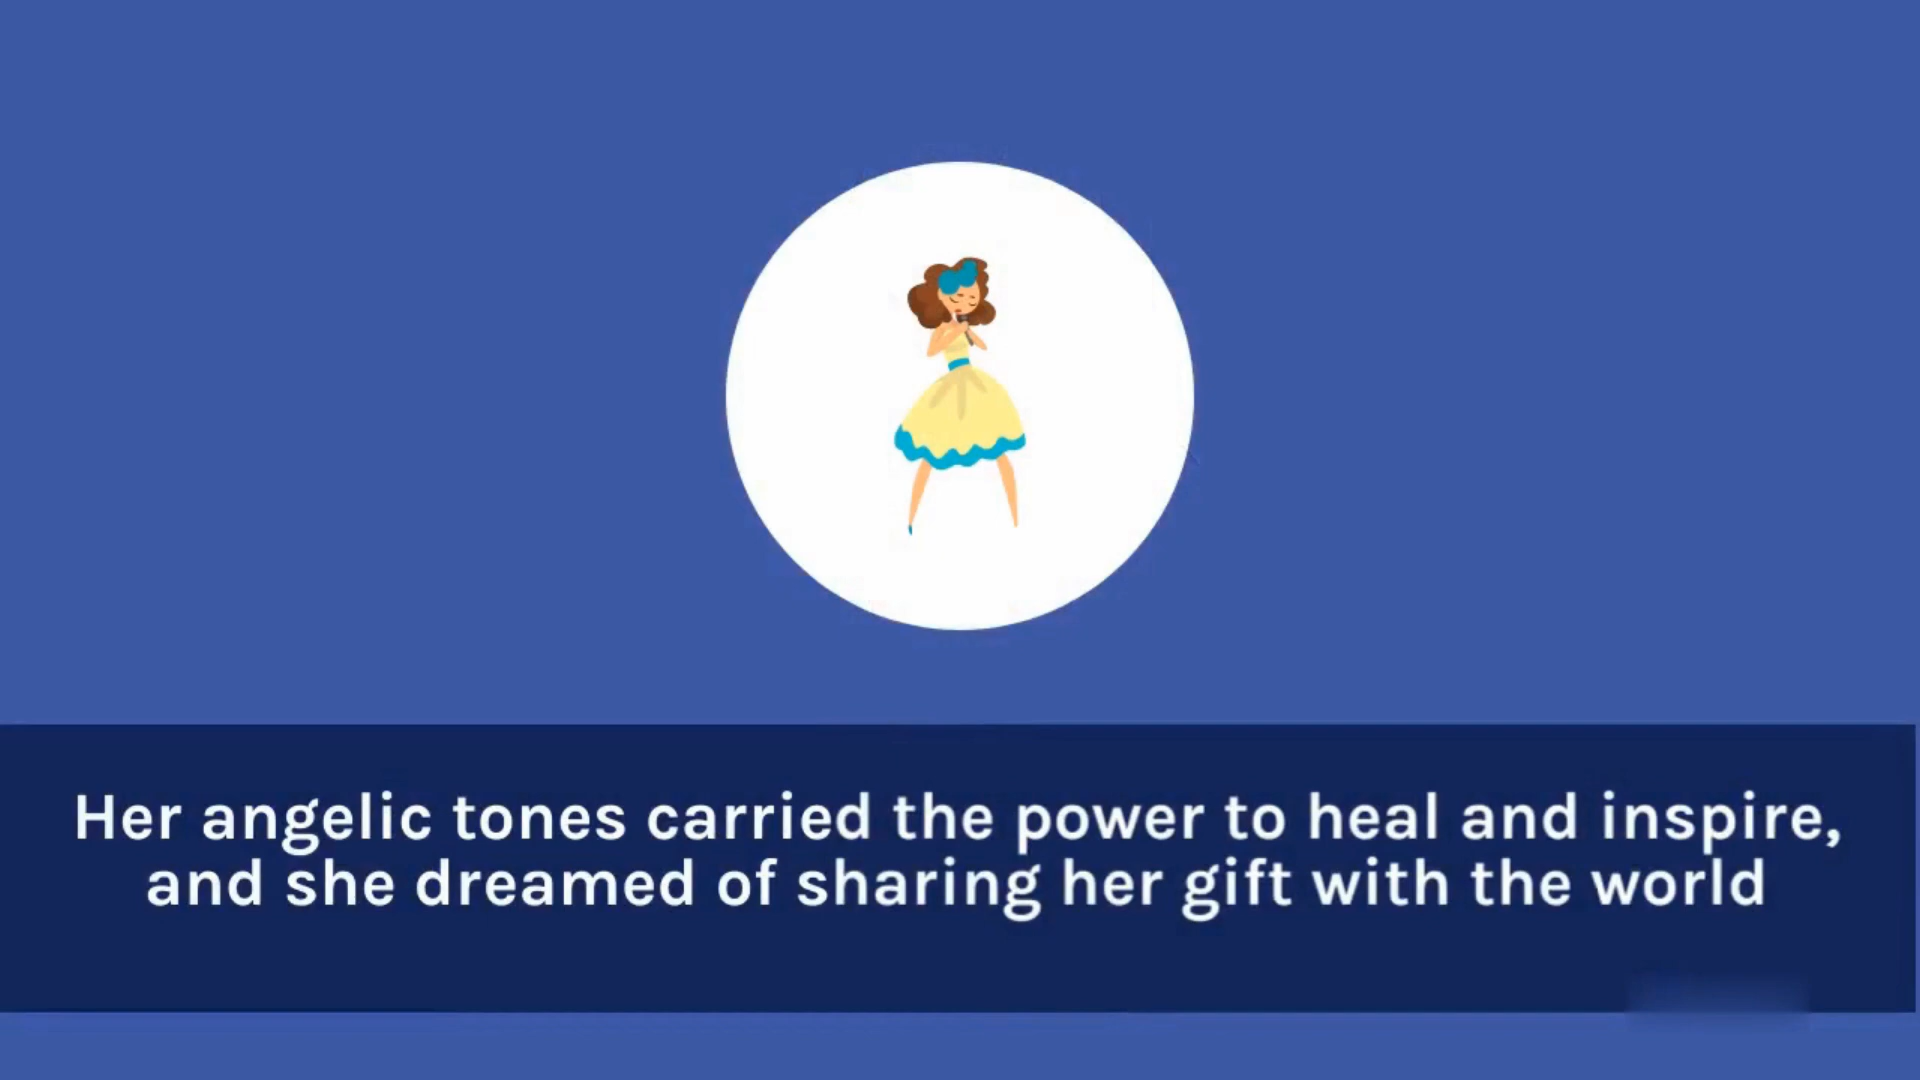 Her angelic tones carried the power to heal and inspire,
and she dreamed of sharing her gift with the world